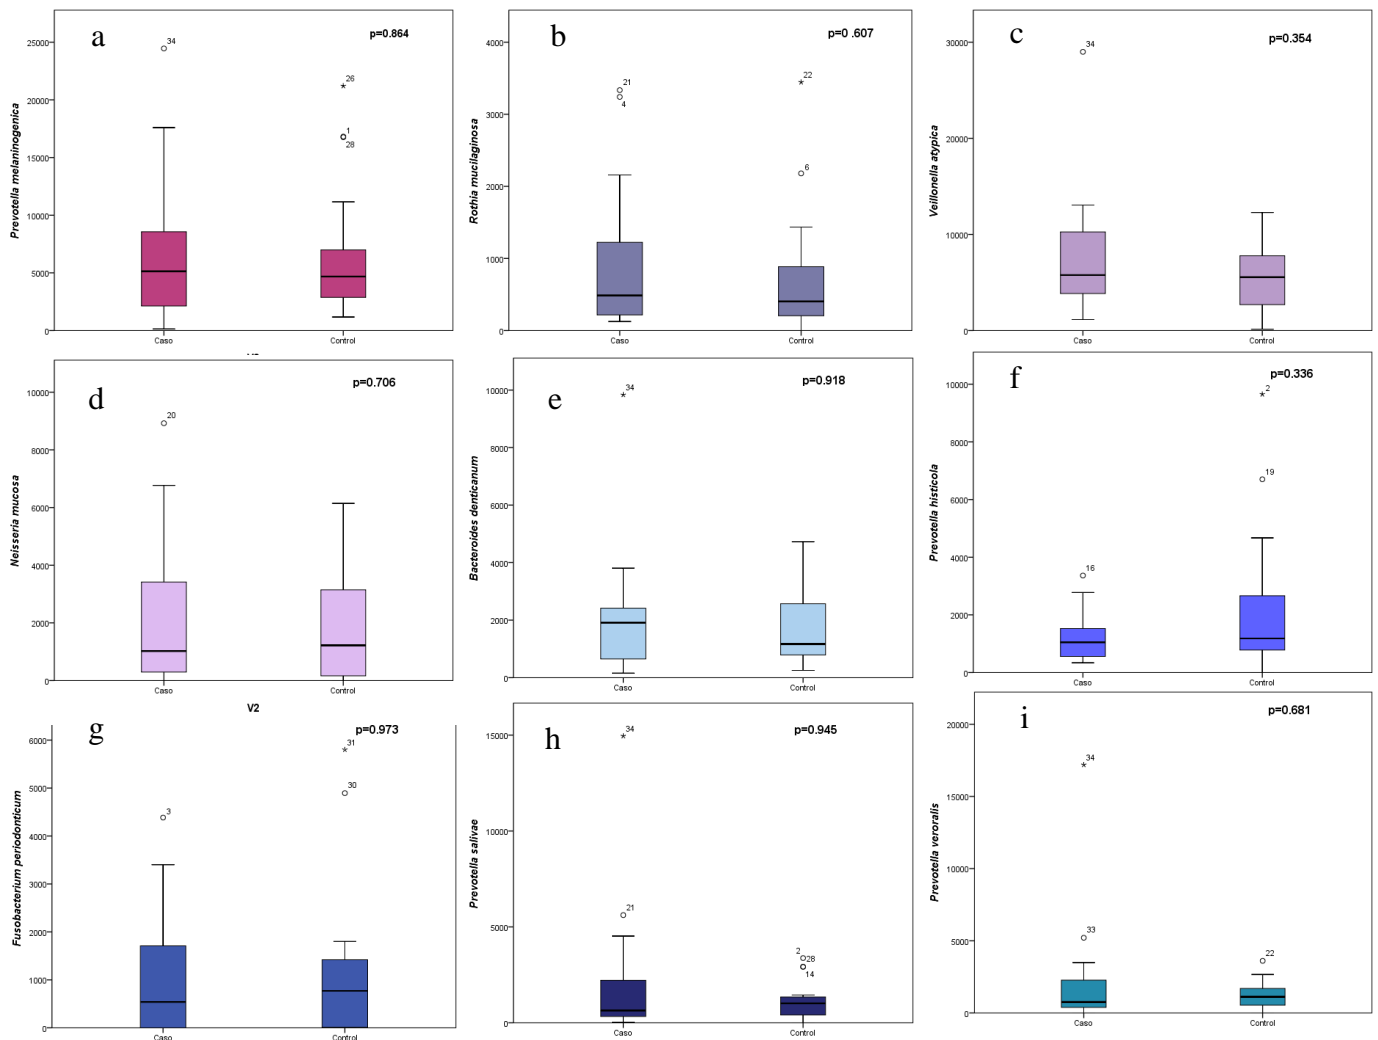 a
p=0.864
Prevotella melaninogenica
25000
20000
15000
10000
5000
0
34
26
1
28
Caso
Control
b
p=0 .607
Rothia mucilaginosa
4000
3000
2000
1000
0
21
4
22
6
Caso
Control
c
p=0.354
Veillonella atypica
30000
20000
10000
0
34
Caso
Control
d
p=0.706
Neisseria mucosa
10000
8000
6000
4000
2000
0
20
Caso
Control
V2
e
p=0.918
Bacteroides denticanum
10000
8000
6000
4000
2000
0
34
Caso
Control
f
p=0.336
Prevotella histicola
10000
8000
6000
4000
2000
0
16
2
19
Caso
Control
g
p=0.973
Fusobacterium periodonticum
6000
5000
4000
3000
2000
1000
0
3
31
30
Caso
Control
h
p=0.945
Prevotella salivae
15000
10000
5000
0
34
21
2
28
14
Caso
Control
i
p=0.681
Prevotella veroralis
20000
15000
10000
5000
0
34
33
22
Caso
Control